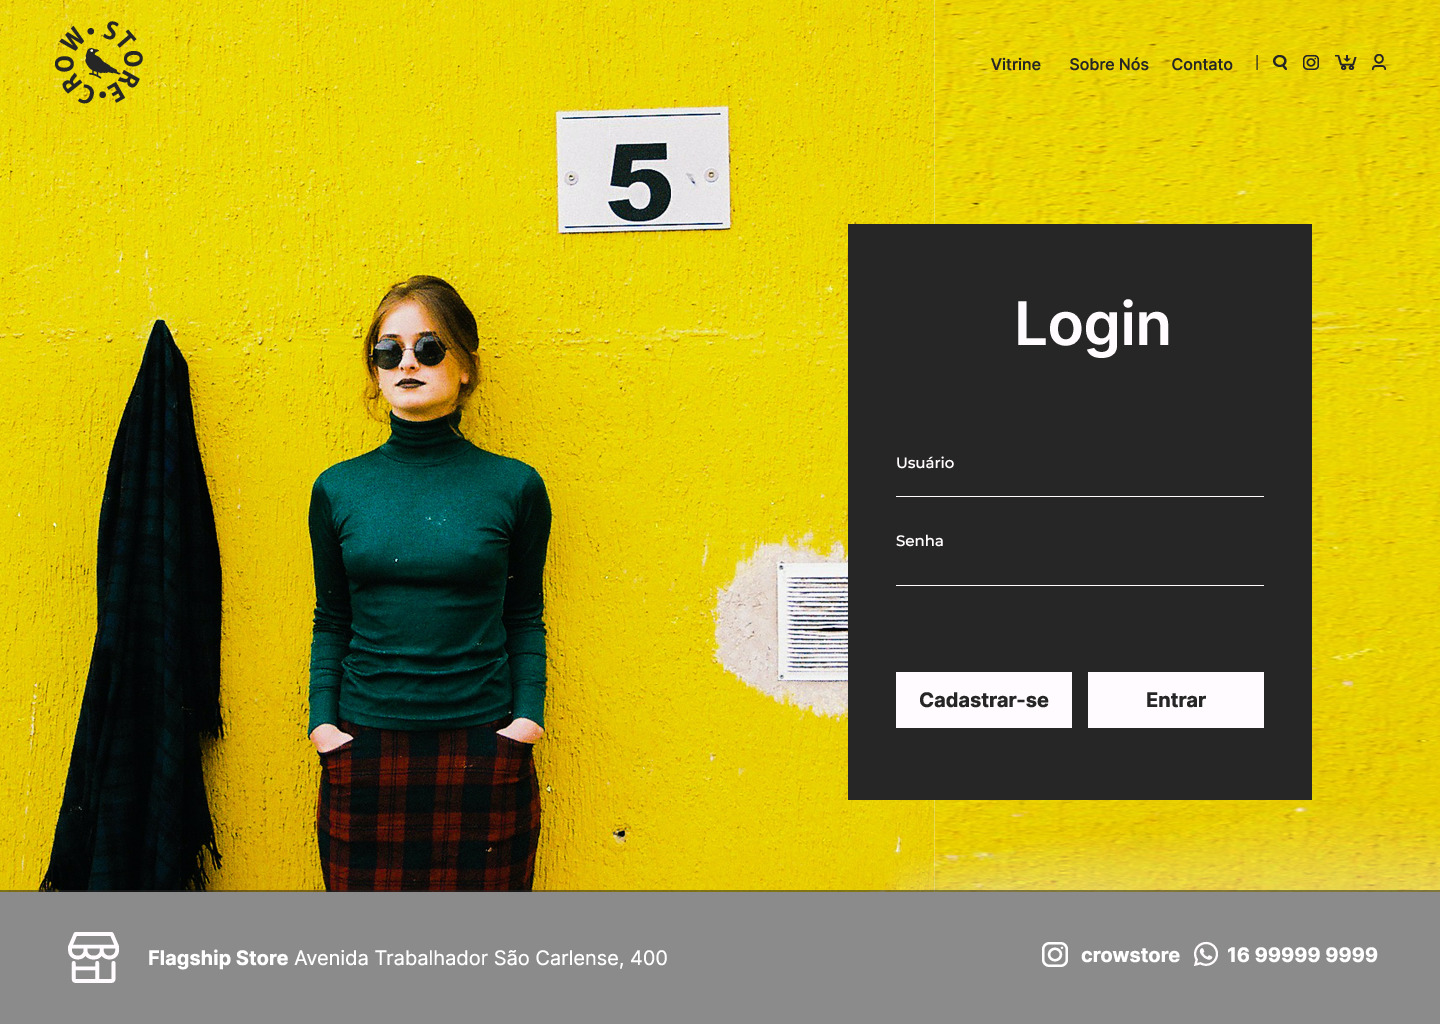 CROW. STORE.
Vitrine Sobre Nós Contato |
5
Login
Usuário
Senha
Cadastrar-se Entrar
Flagship Store Avenida Trabalhador São Carlense, 400
crowstore 16 99999 9999